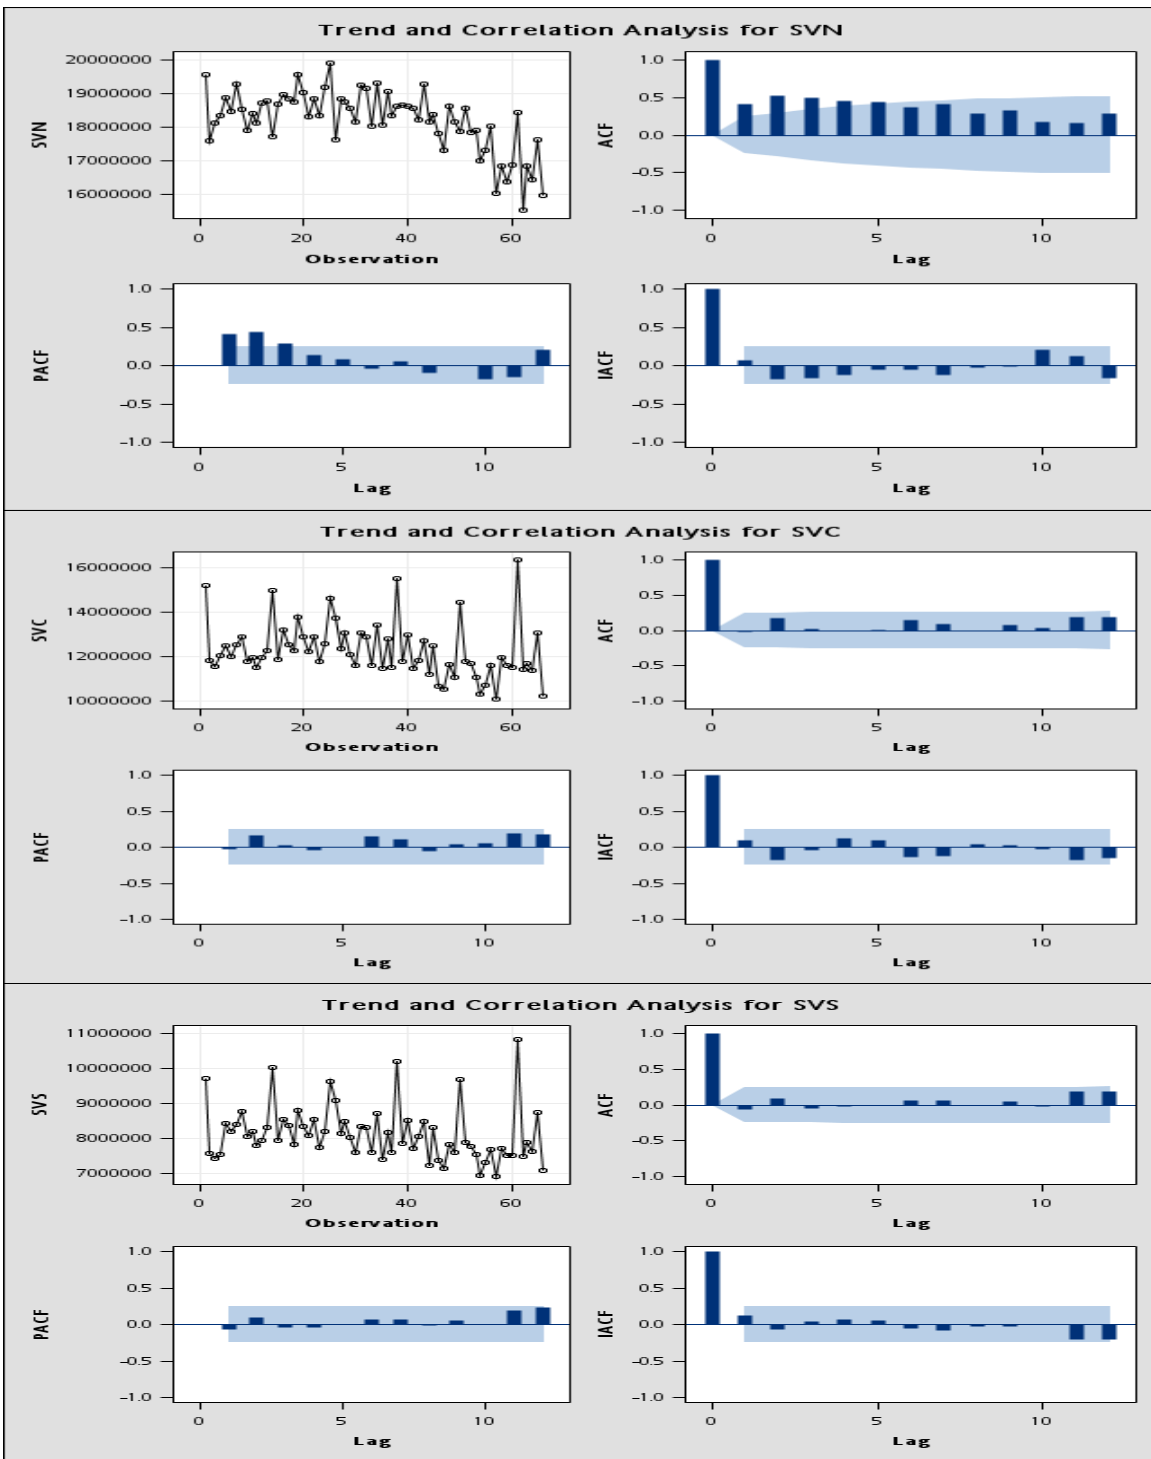 Trend and Correlation Analysis for SVN
SVN
20000000
19000000
18000000
17000000
16000000
0 20 40 60
Observation
ACF
1.0
0.5
0.0
-0.5
-1.0
0 5 10
Lag
PACF
1.0
0.5
0.0
-0.5
-1.0
0 5 10
Lag
IACF
1.0
0.5
0.0
-0.5
-1.0
0 5 10
Lag
Trend and Correlation Analysis for SVC
SVC
16000000
14000000
12000000
10000000
0 20 40 60
Observation
ACF
1.0
0.5
0.0
-0.5
-1.0
0 5 10
Lag
PACF
1.0
0.5
0.0
-0.5
-1.0
0 5 10
Lag
IACF
1.0
0.5
0.0
-0.5
-1.0
0 5 10
Lag
Trend and Correlation Analysis for SVS
SVS
11000000
10000000
9000000
8000000
7000000
0 20 40 60
Observation
ACF
1.0
0.5
0.0
-0.5
-1.0
0 5 10
Lag
PACF
1.0
0.5
0.0
-0.5
-1.0
0 5 10
Lag
IACF
1.0
0.5
0.0
-0.5
-1.0
0 5 10
Lag